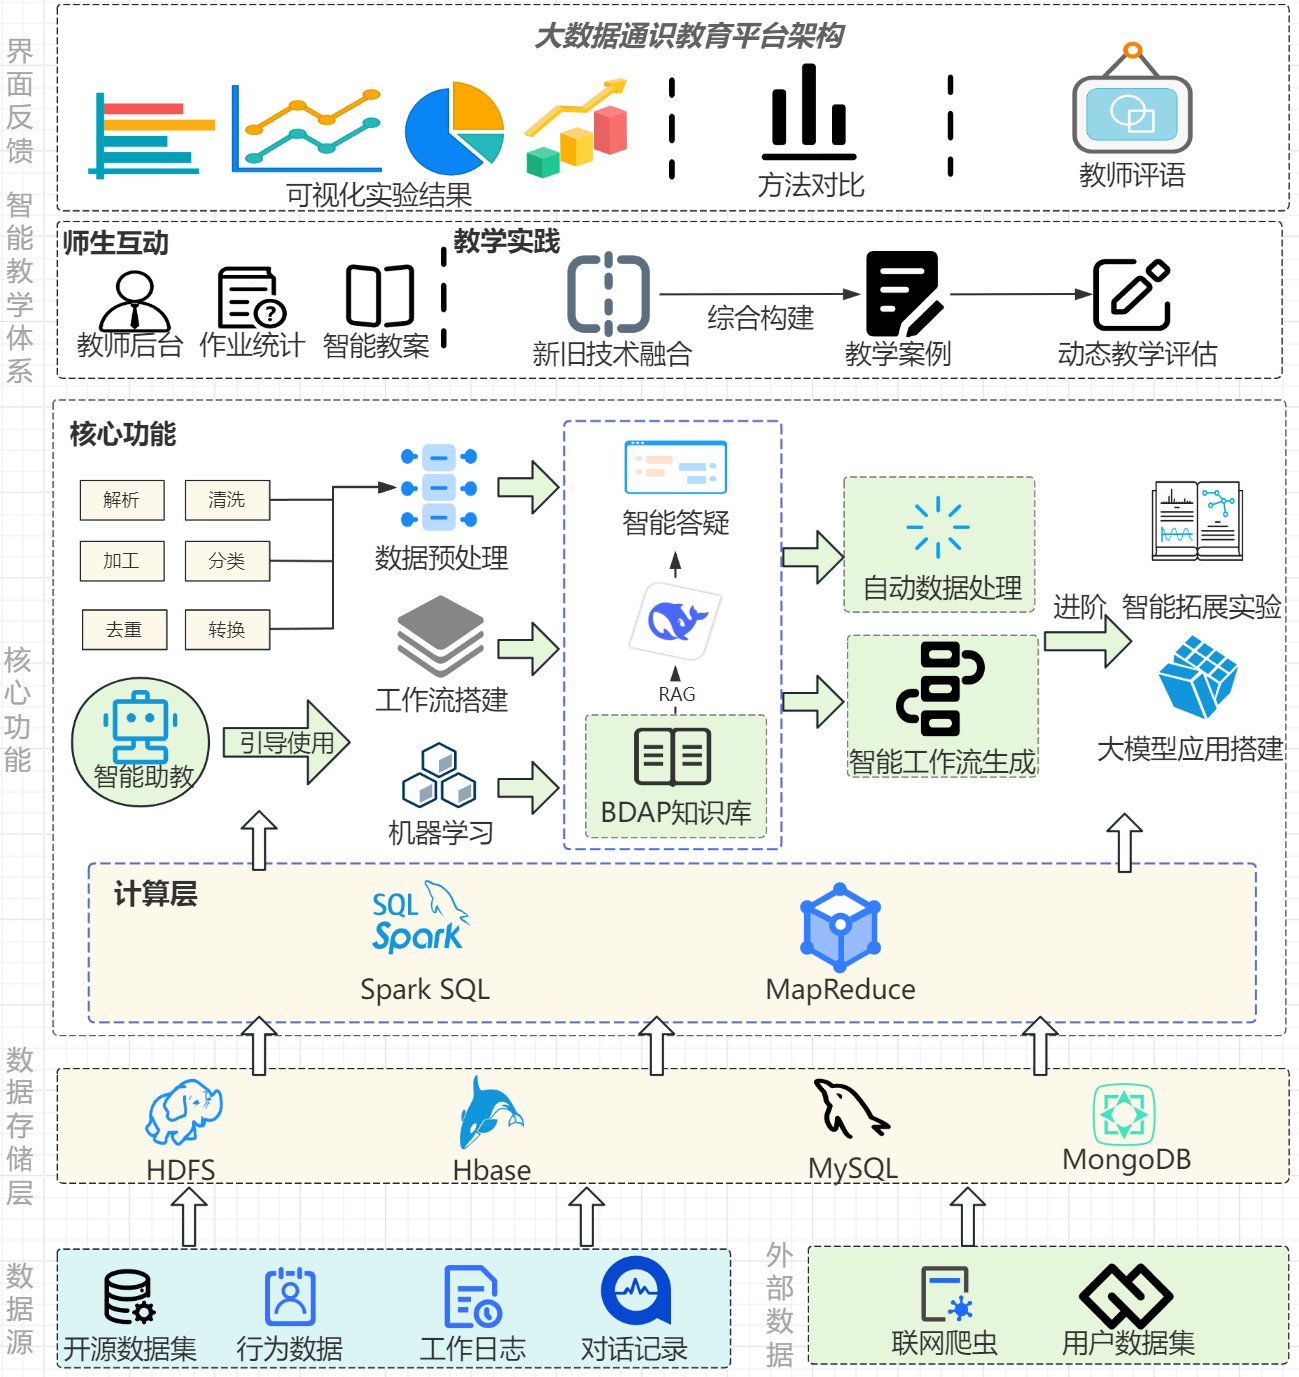 大数据通识教育平台架构
界面反馈
可视化实验结果
方法对比
教师评语
智能教学体系
师生互动
教师后台
作业统计
智能教案
教学实践
新旧技术融合
综合构建
教学案例
动态教学评估
核心功能
核心功能
解析
清洗
加工
分类
去重
转换
数据预处理
工作流搭建
机器学习
智能助教
引导使用
智能答疑
RAG
BDAP知识库
自动数据处理
智能工作流生成
进阶
智能拓展实验
大模型应用搭建
计算层
SQL
Spark
Spark SQL
MapReduce
数据存储层
HDFS
Hbase
MySQL
MongoDB
数据源
开源数据集
行为数据
工作日志
对话记录
外部数据
联网爬虫
用户数据集